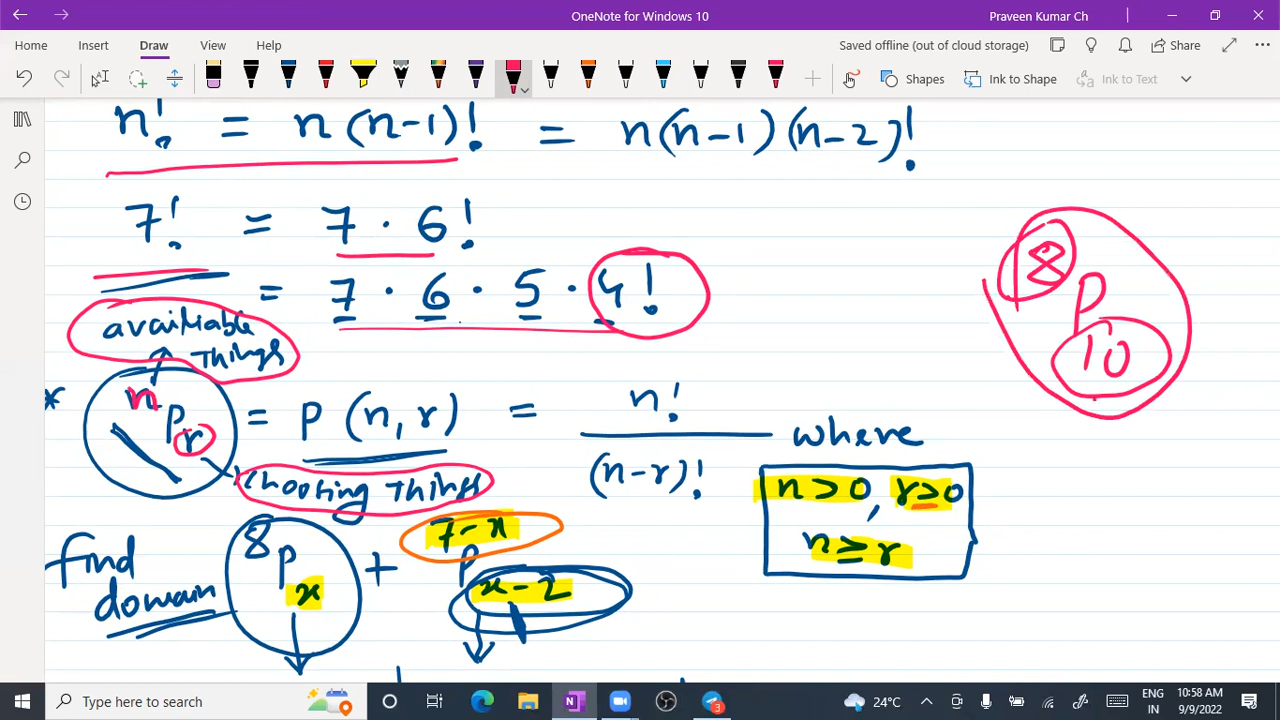 OneNote for Windows 10
Praveen Kumar Ch
Home Insert Draw View Help
Saved offline (out of cloud storage)
Share
Shapes
Ink to Shape
Ink to Text
n! = n(n-1)! = n(n-1)(n-2)!
7! = 7 · 6!
= 7 · 6 · 5 · 4!
8
P
10
availiable
Things
* nPr = P(n,r) = n!/(n-r)! where
choosing Things
n>0, r≥0
n≥r
find
domain
8Px + 7-xPx-2
Type here to search
3
24°C
ENG
IN
10:58 AM
9/9/2022